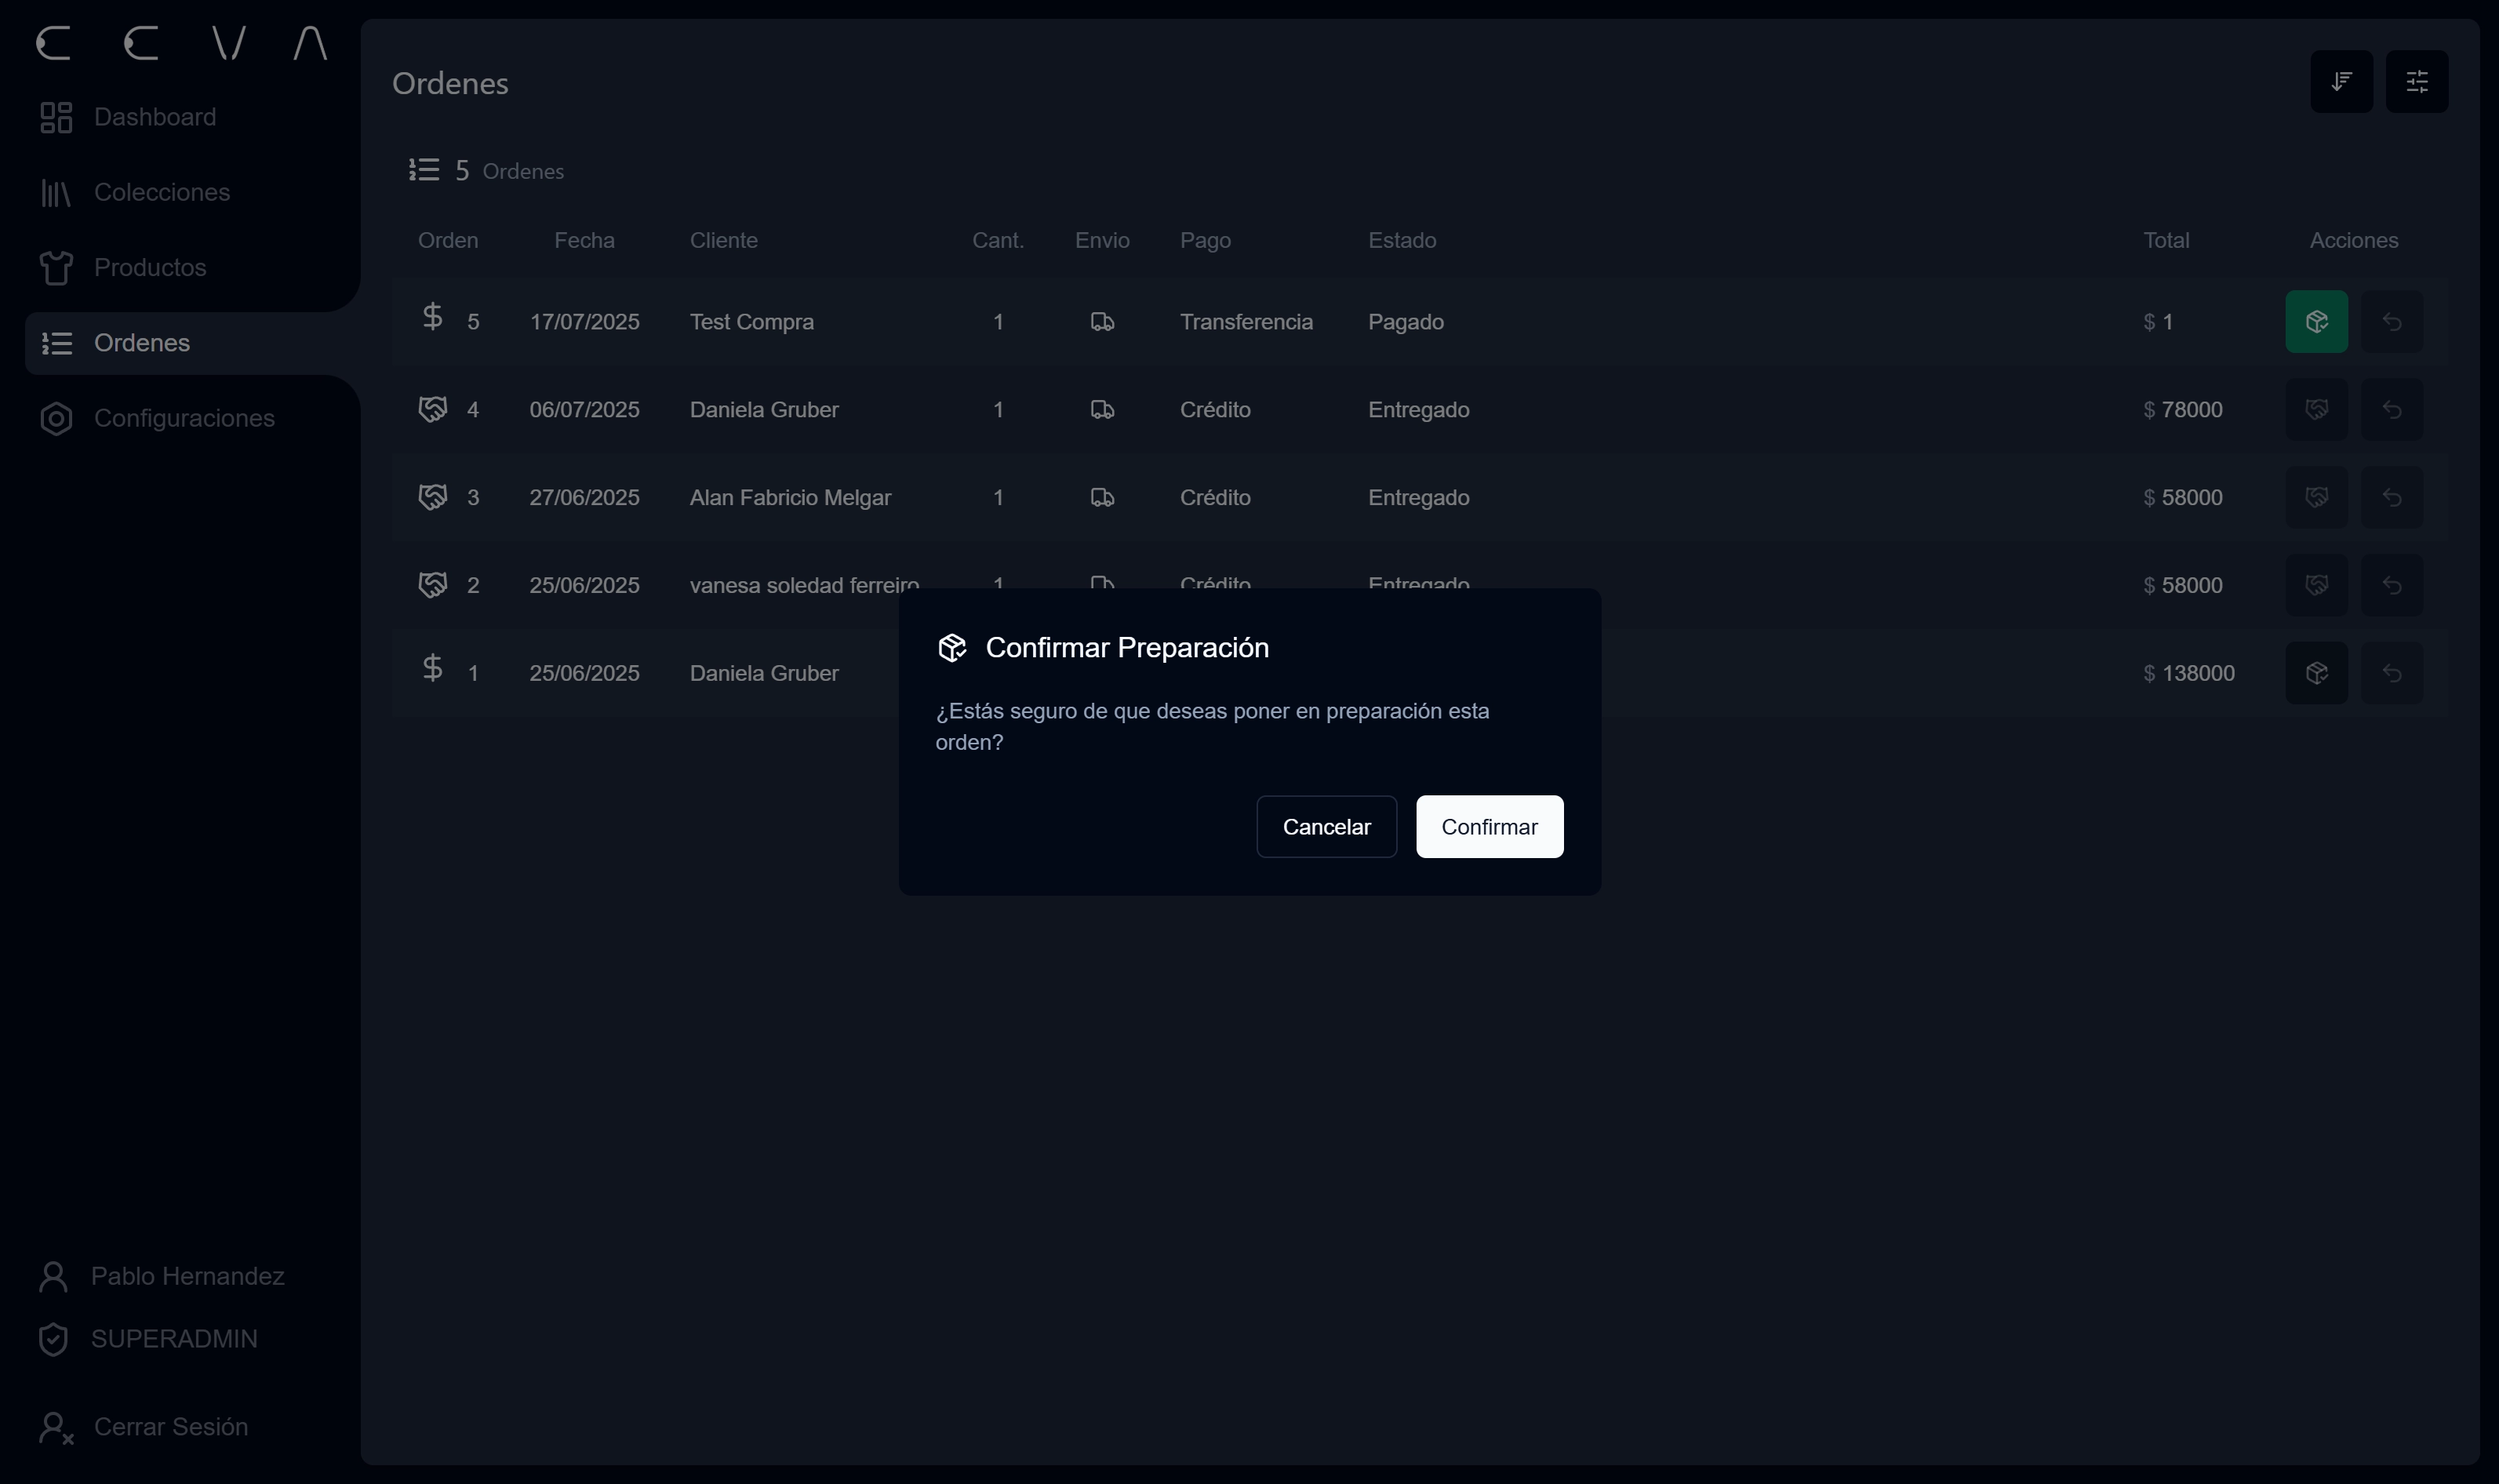 Dashboard
Colecciones
Productos
Ordenes
Configuraciones
Pablo Hernandez
SUPERADMIN
Cerrar Sesión
Ordenes
5 Ordenes
Orden Fecha Cliente Cant. Envio Pago Estado Total Acciones
$ 5 17/07/2025 Test Compra 1 Transferencia Pagado $ 1
4 06/07/2025 Daniela Gruber 1 Crédito Entregado $ 78000
3 27/06/2025 Alan Fabricio Melgar 1 Crédito Entregado $ 58000
2 25/06/2025 vanesa soledad ferreiro 1 Crédito Entregado $ 58000
$ 1 25/06/2025 Daniela Gruber $ 138000
Confirmar Preparación
¿Estás seguro de que deseas poner en preparación esta
orden?
Cancelar Confirmar